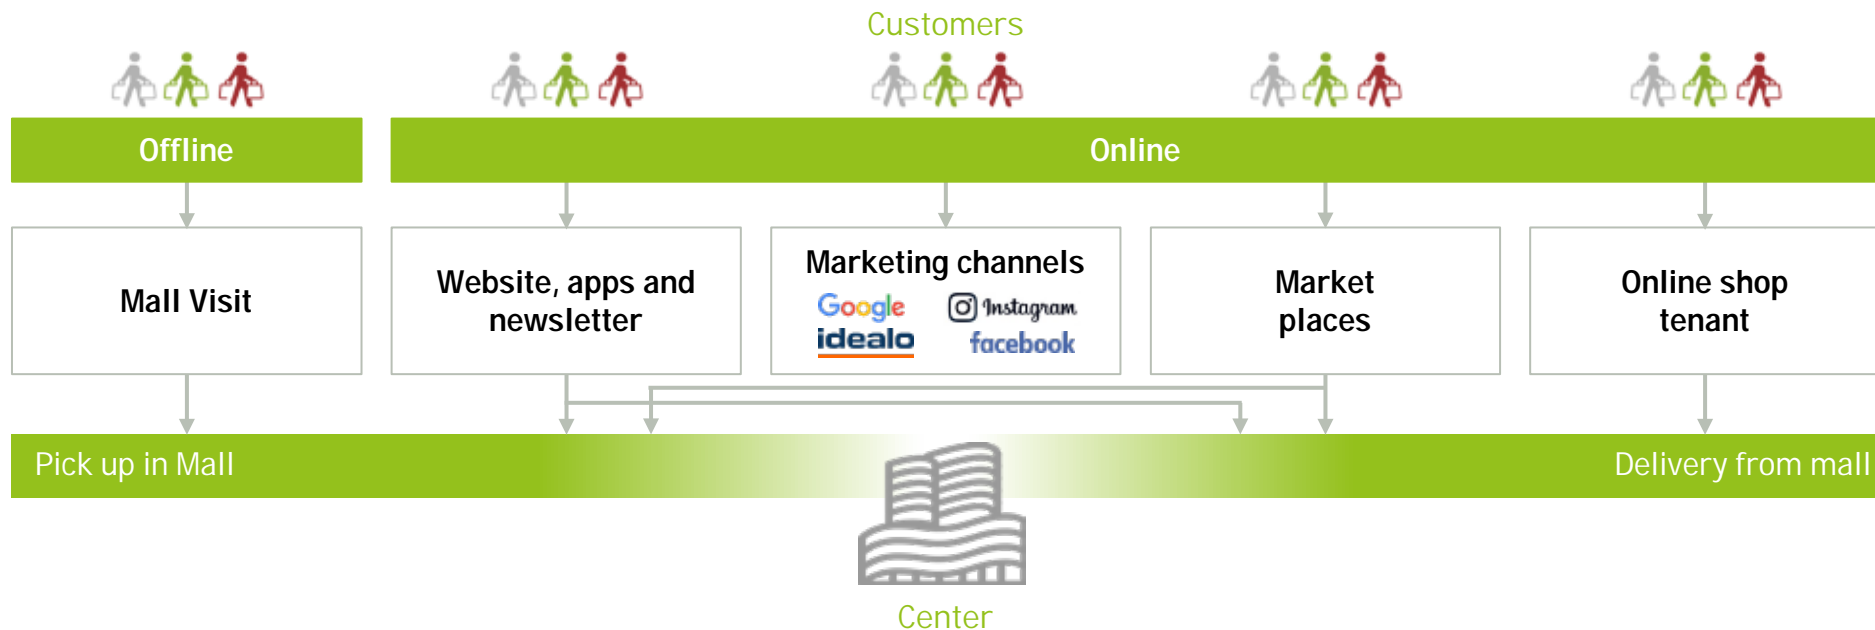 Customers
Offline
Online
Mall Visit
Website, apps and
newsletter
Marketing channels
Google
Instagram
idealo
facebook
Market
places
Online shop
tenant
Pick up in Mall
Delivery from mall
Center